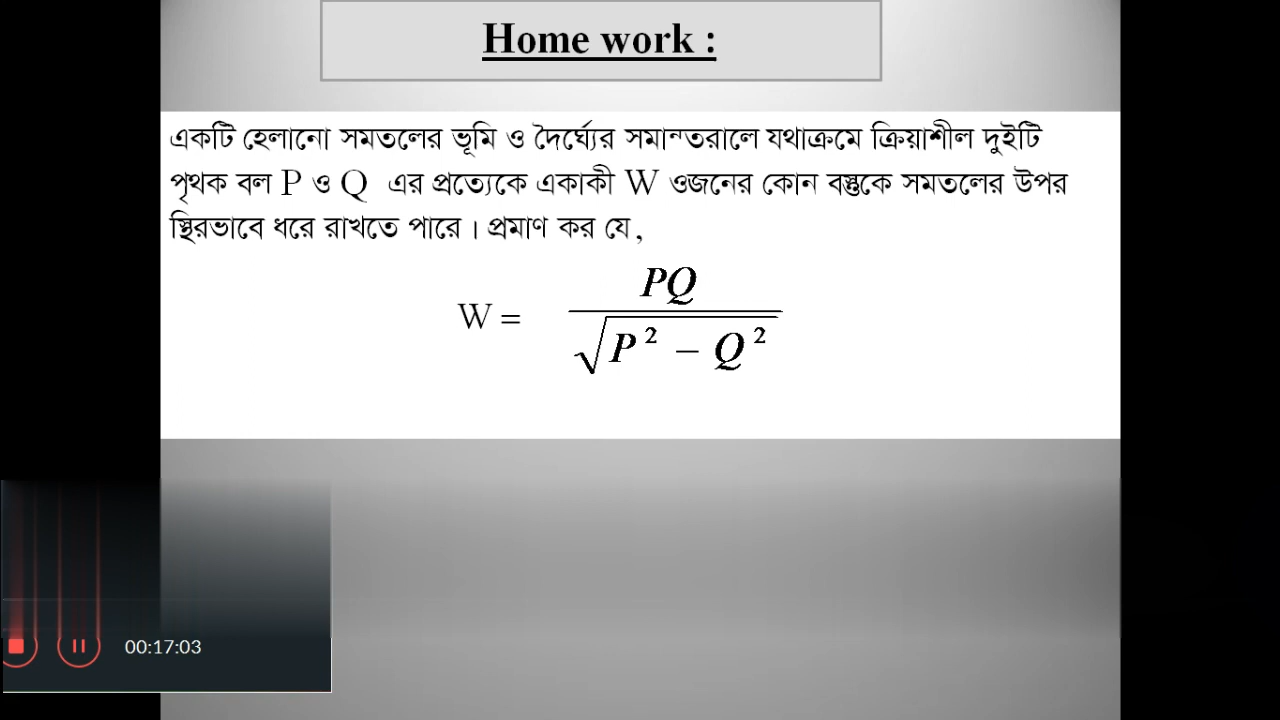 Home work :
একটি হেলানো সমতলের ভূমি ও দৈর্ঘ্যের সমান্তরালে যথাক্রমে ক্রিয়াশীল দুইটি
পৃথক বল P ও Q এর প্রত্যেকে একাকী W ওজনের কোন বস্তুকে সমতলের উপর
স্থিরভাবে ধরে রাখতে পারে। প্রমাণ কর যে,
W = PQ / √(P² – Q²)
00:17:03